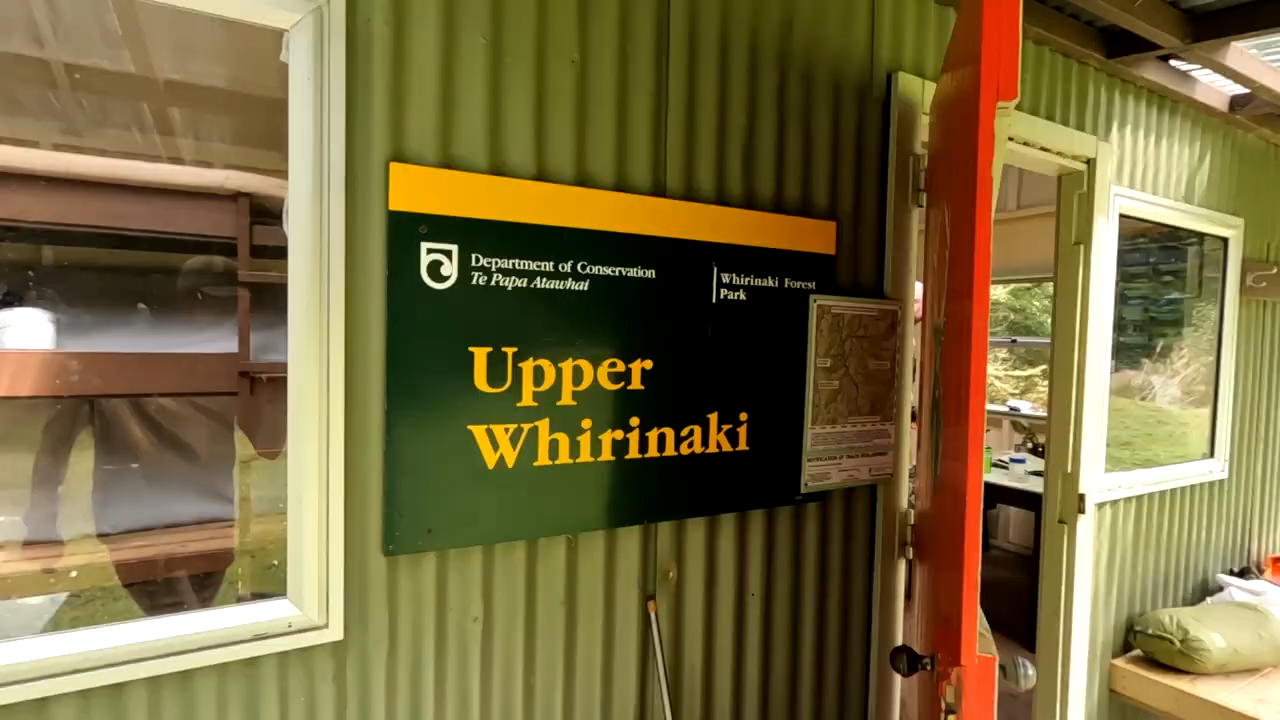 Department of Conservation
Te Papa Atawhai
Whirinaki Forest
Park
Upper
Whirinaki